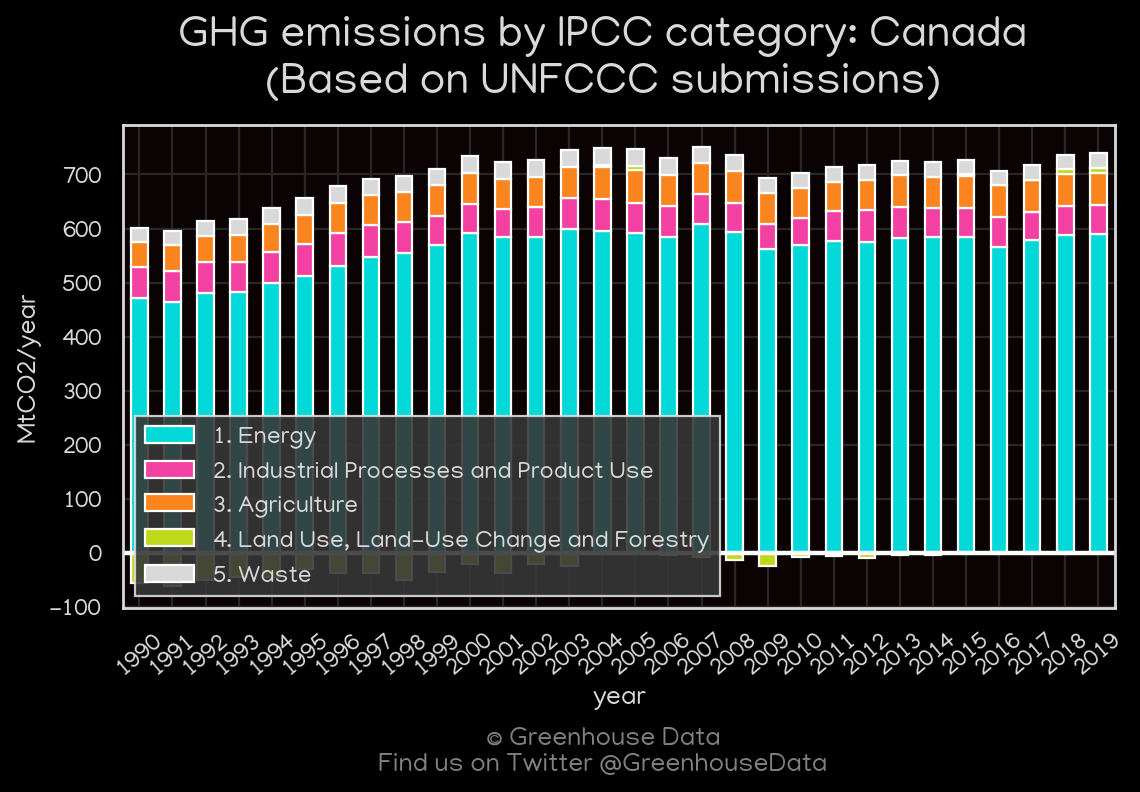 GHG emissions by IPCC category: Canada
(Based on UNFCCC submissions)
MtCO2/year
700
600
500
400
300
200
100
0
-100
1. Energy
2. Industrial Processes and Product Use
3. Agriculture
4. Land Use, Land-Use Change and Forestry
5. Waste
1990 1991 1992 1993 1994 1995 1996 1997 1998 1999 2000 2001 2002 2003 2004 2005 2006 2007 2008 2009 2010 2011 2012 2013 2014 2015 2016 2017 2018 2019
year
© Greenhouse Data
Find us on Twitter @GreenhouseData